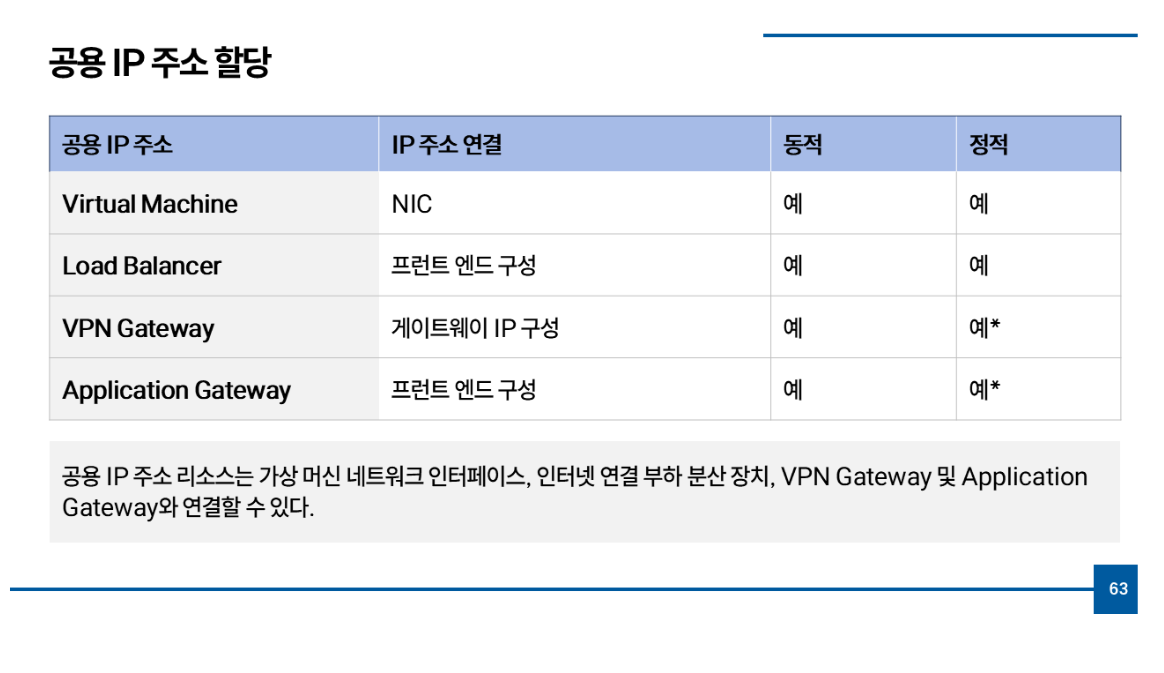 공용 IP 주소 할당
공용 IP 주소 IP 주소 연결 동적 정적
Virtual Machine NIC 예 예
Load Balancer 프런트 엔드 구성 예 예
VPN Gateway 게이트웨이 IP 구성 예 예*
Application Gateway 프런트 엔드 구성 예 예*
공용 IP 주소 리소스는 가상 머신 네트워크 인터페이스, 인터넷 연결 부하 분산 장치, VPN Gateway 및 Application
Gateway와 연결할 수 있다.
63